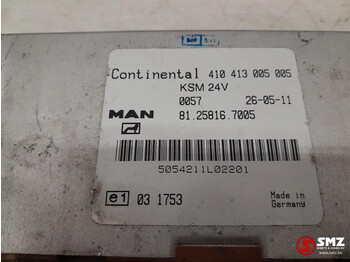 Continental 410 413 005 005
KSM 24V
0057 26-05-11
MAN 81.25816.7005
5054211L02201
e1 03 1753
Made in
Germany
SMZ